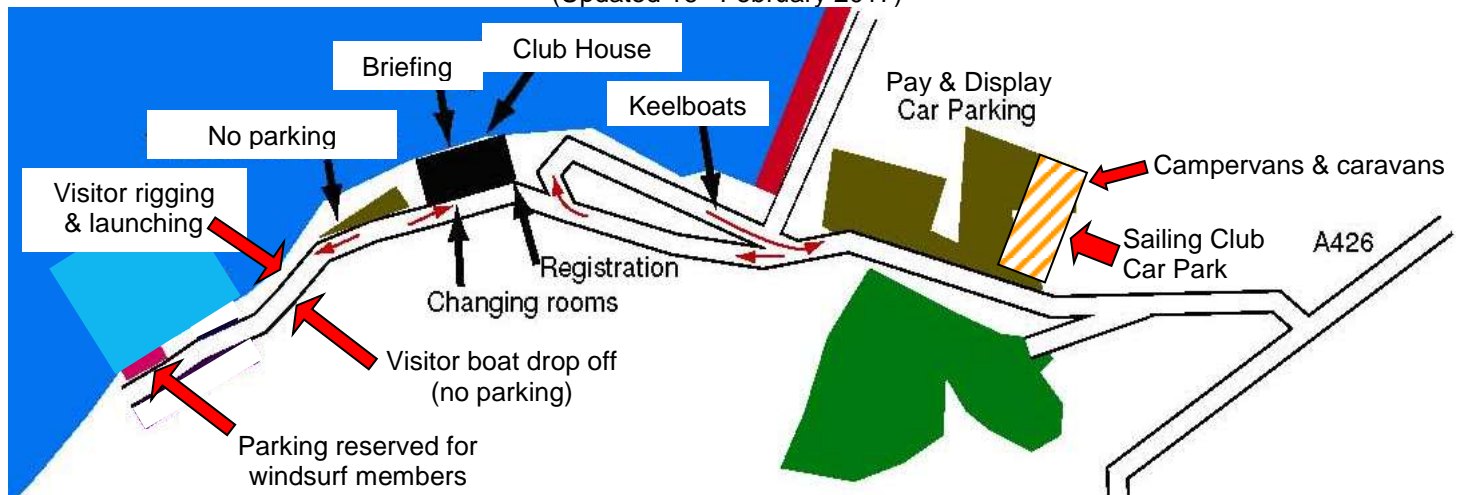 Club House
Briefing
Keelboats
Pay & Display
Car Parking
No parking
Campervans & caravans
Visitor rigging
& launching
Sailing Club
Car Park
A426
Registration
Changing rooms
Visitor boat drop off
(no parking)
Parking reserved for
windsurf members